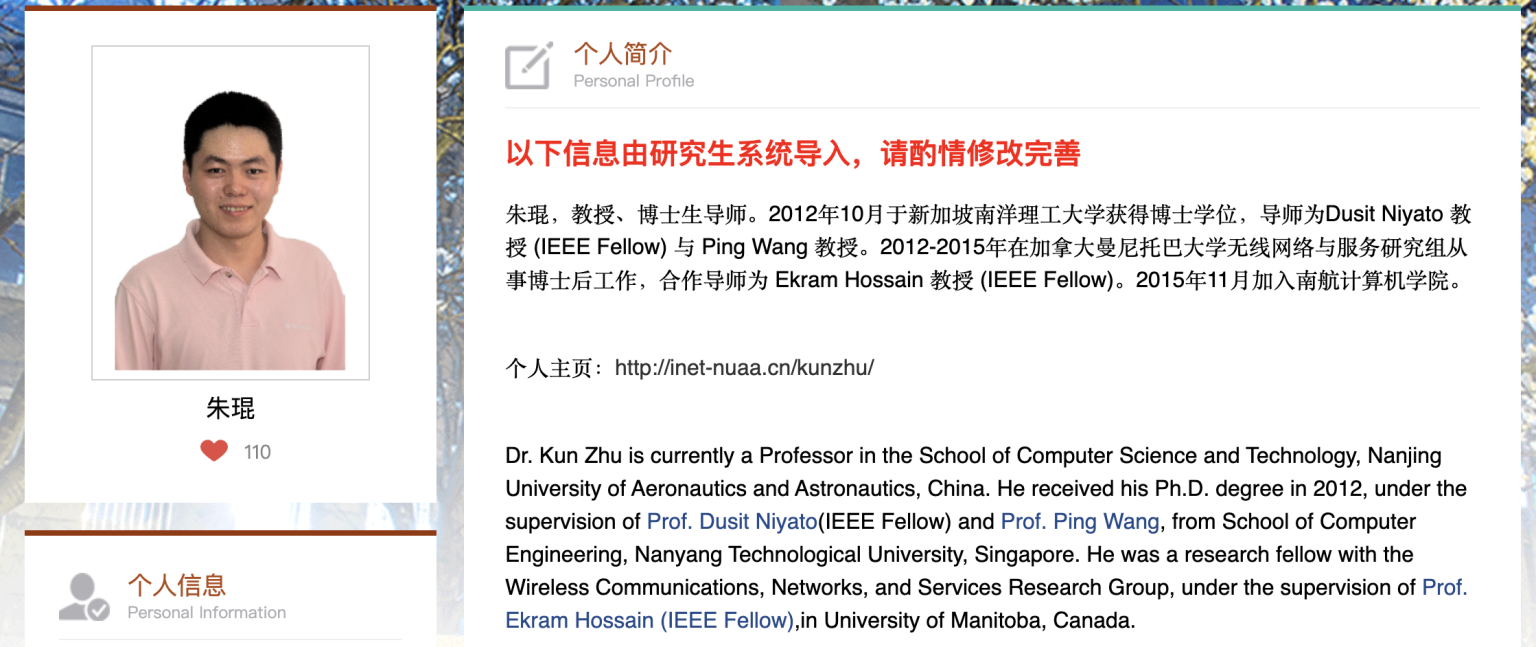 朱琨
110
个人信息
Personal Information
个人简介
Personal Profile
以下信息由研究生系统导入，请酌情修改完善
朱琨，教授、博士生导师。2012年10月于新加坡南洋理工大学获得博士学位，导师为Dusit Niyato 教
授 (IEEE Fellow) 与 Ping Wang 教授。2012-2015年在加拿大曼尼托巴大学无线网络与服务研究组从
事博士后工作，合作导师为 Ekram Hossain 教授 (IEEE Fellow)。2015年11月加入南航计算机学院。
个人主页：http://inet-nuaa.cn/kunzhu/
Dr. Kun Zhu is currently a Professor in the School of Computer Science and Technology, Nanjing
University of Aeronautics and Astronautics, China. He received his Ph.D. degree in 2012, under the
supervision of Prof. Dusit Niyato(IEEE Fellow) and Prof. Ping Wang, from School of Computer
Engineering, Nanyang Technological University, Singapore. He was a research fellow with the
Wireless Communications, Networks, and Services Research Group, under the supervision of Prof.
Ekram Hossain (IEEE Fellow),in University of Manitoba, Canada.